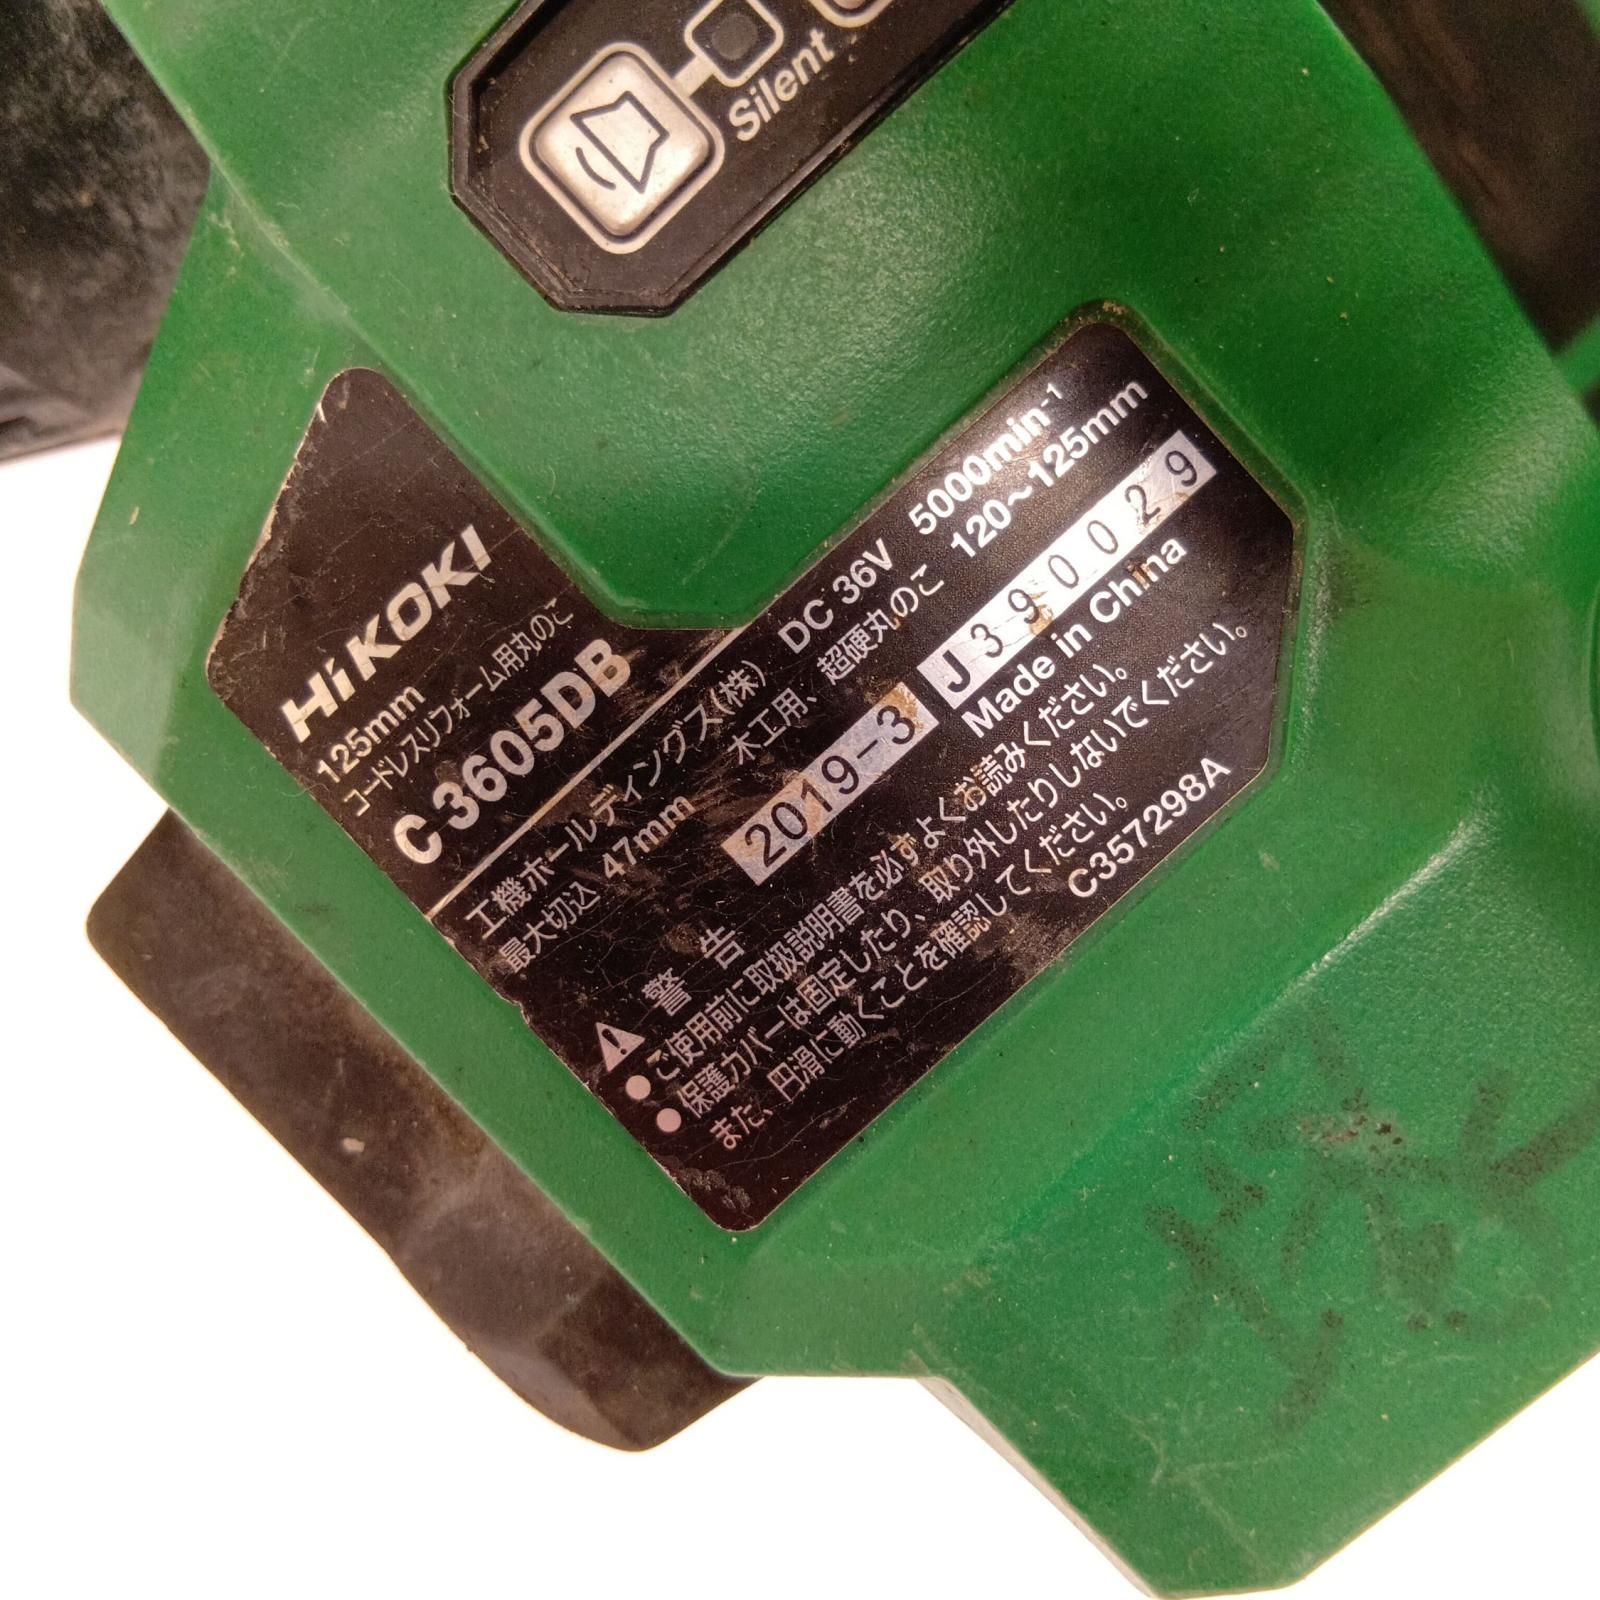 Silent
HiKOKI
125mm
コードレスリフォーム用丸のこ
C 3605DB
工機ホールディングス(株) DC 36V 5000min⁻¹
最大切込 47mm 木工用、超硬丸のこ 120~125mm
2019-3 J 390029
Made in China
警告
●ご使用前に取扱説明書を必ずよくお読みください。
●保護カバーは固定したり、取り外したりしないでください。
また、円滑に動くことを確認してください。
C357298A